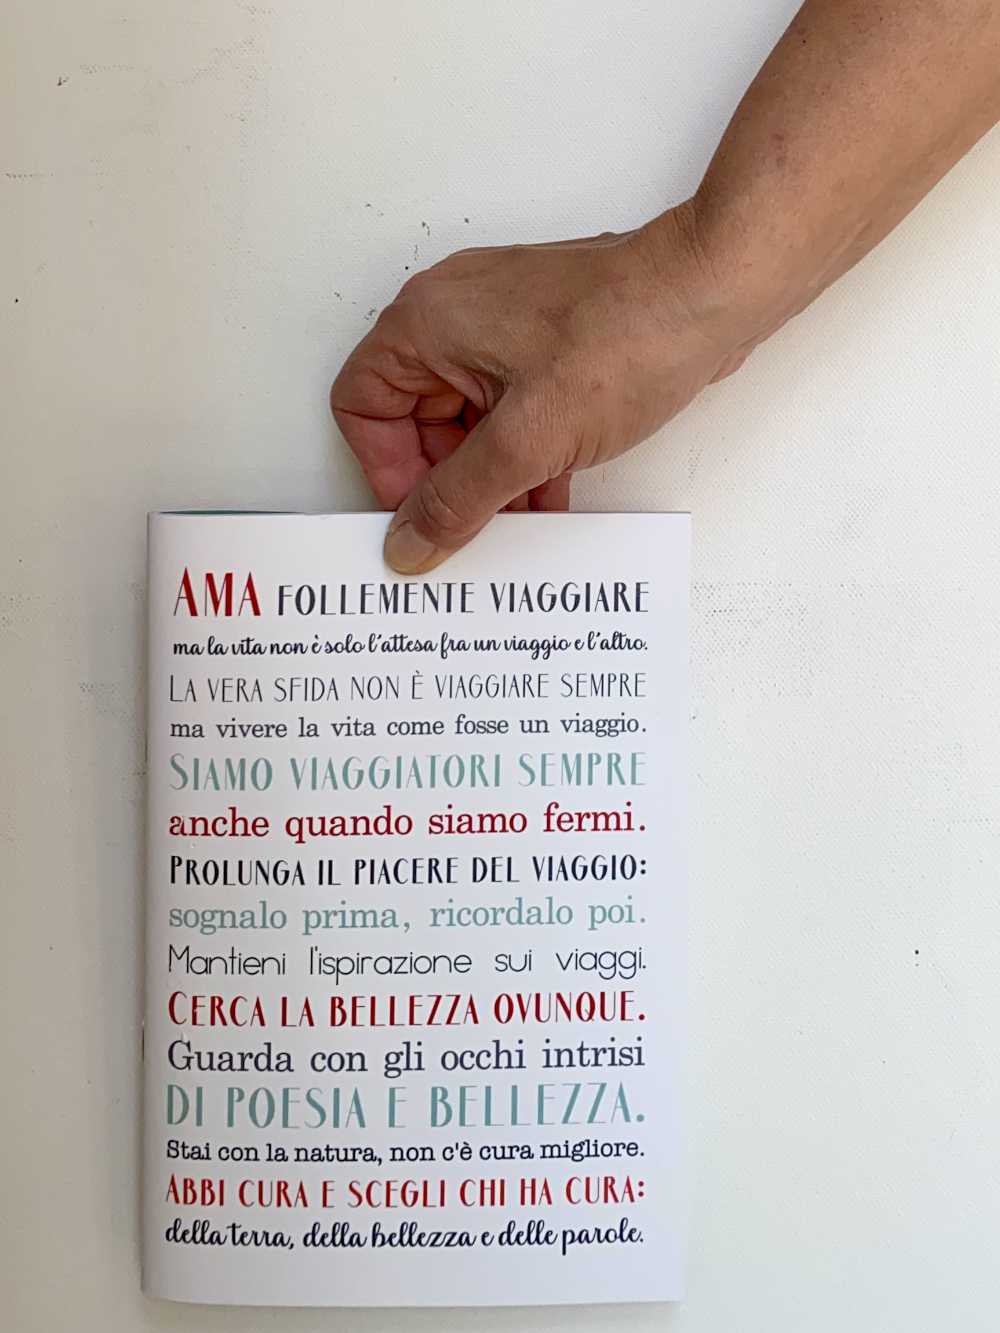 AMA FOLLEMENTE VIAGGIARE
ma la vita non è solo l'attesa fra un viaggio e l'altro.
LA VERA SFIDA NON È VIAGGIARE SEMPRE
ma vivere la vita come fosse un viaggio.
SIAMO VIAGGIATORI SEMPRE
anche quando siamo fermi.
PROLUNGA IL PIACERE DEL VIAGGIO:
sognalo prima, ricordalo poi.
Mantieni l'ispirazione sui viaggi.
CERCA LA BELLEZZA OVUNQUE.
Guarda con gli occhi intrisi
DI POESIA E BELLEZZA.
Stai con la natura, non c'è cura migliore.
ABBI CURA E SCEGLI CHI HA CURA:
della terra, della bellezza e delle parole.